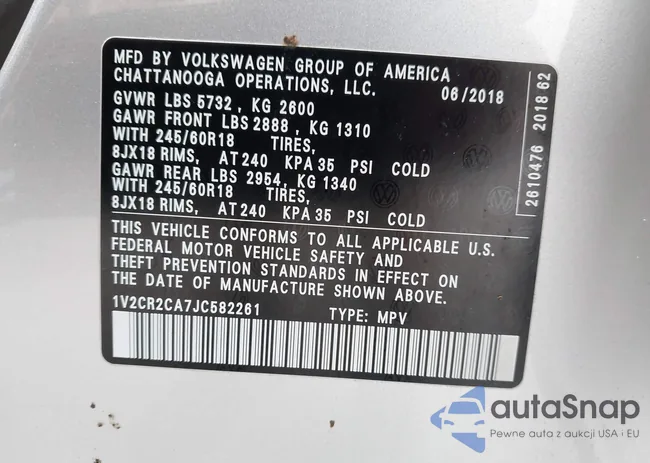 MFD BY VOLKSWAGEN GROUP OF AMERICA
CHATTANOOGA OPERATIONS, LLC. 06/2018
GVWR LBS 5732 , KG 2600
GAWR FRONT LBS 2888 , KG 1310
WITH 245/60R18 TIRES,
8JX18 RIMS, AT 240 KPA 35 PSI COLD
GAWR REAR LBS 2954, KG 1340
WITH 245/60R18 TIRES,
8JX18 RIMS, AT 240 KPA 35 PSI COLD
THIS VEHICLE CONFORMS TO ALL APPLICABLE U.S.
FEDERAL MOTOR VEHICLE SAFETY AND
THEFT PREVENTION STANDARDS IN EFFECT ON
THE DATE OF MANUFACTURE SHOWN ABOVE.
1V2CR2CA7JC582261 TYPE: MPV
2610476 2018 62
autaSnap
Pewne auta z aukcji USA i EU